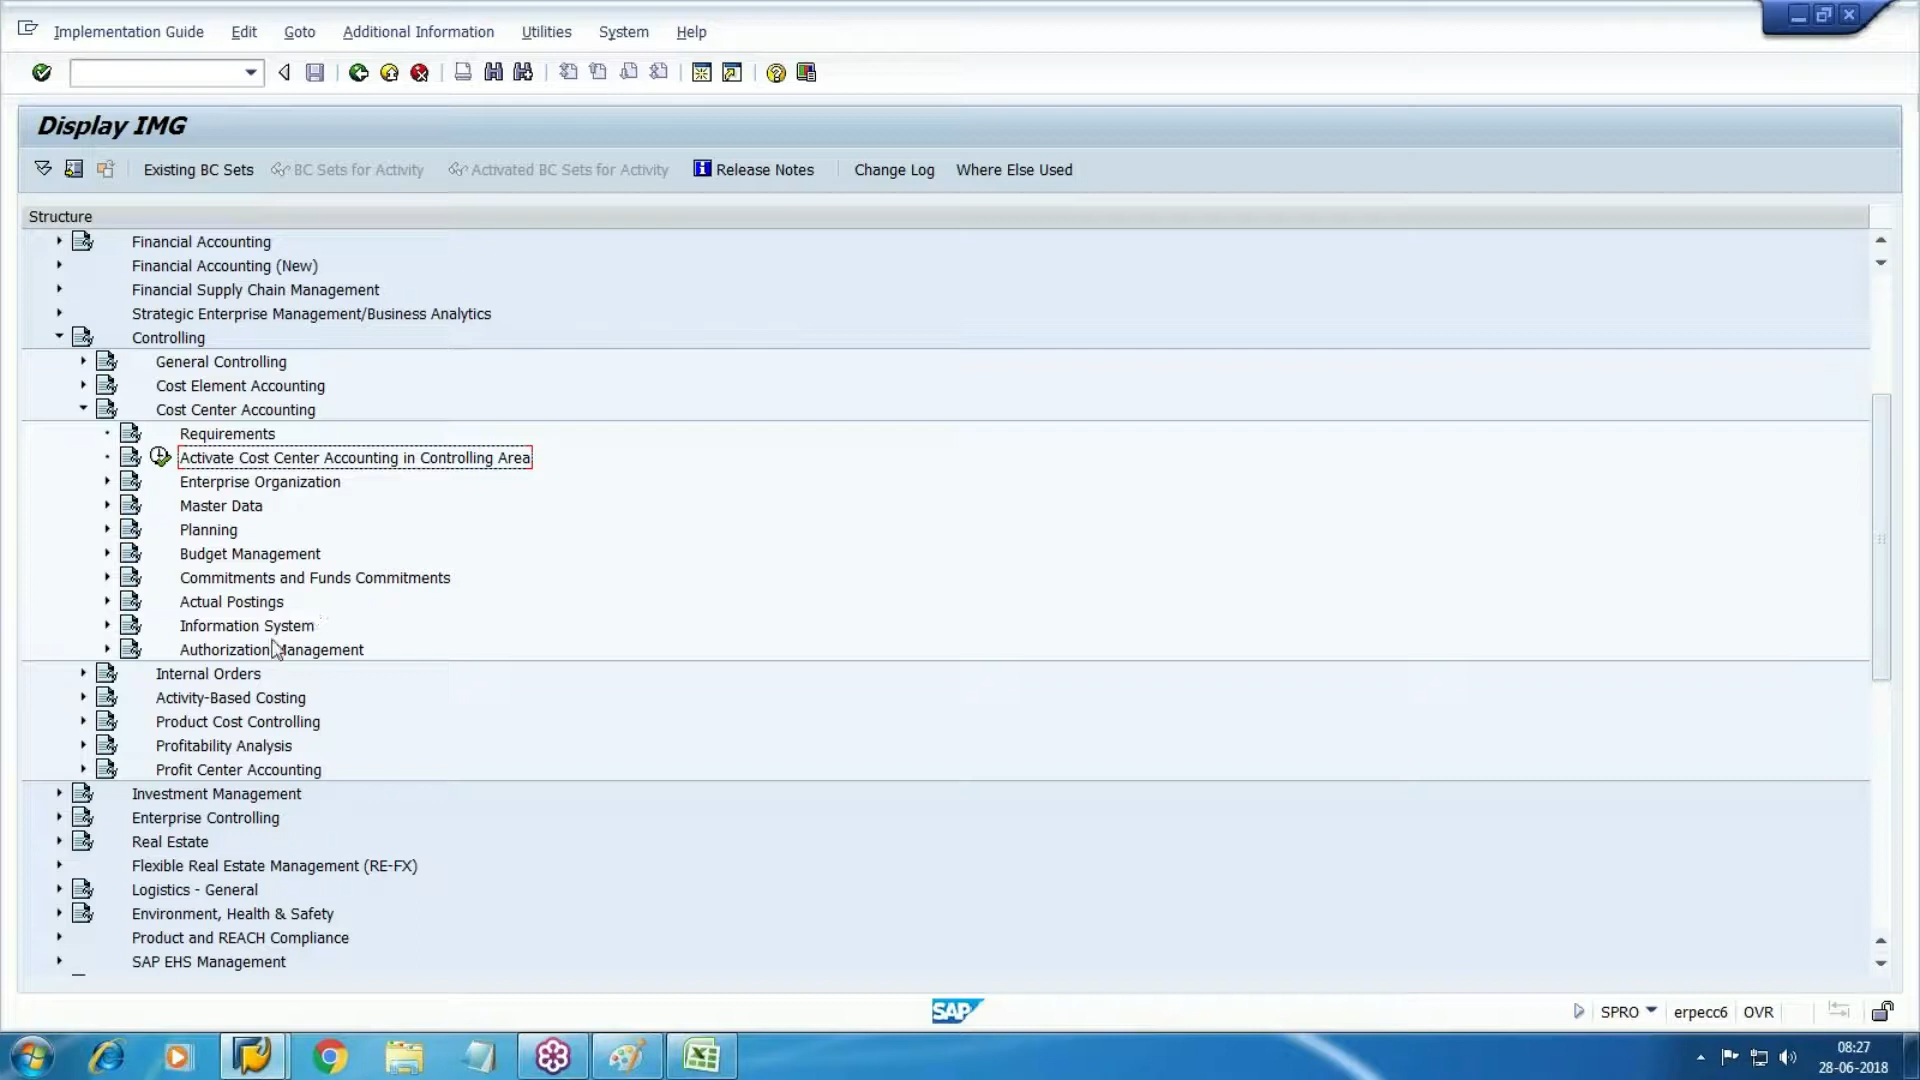 Implementation Guide Edit Goto Additional Information Utilities System Help
Display IMG
Existing BC Sets BC Sets for Activity Activated BC Sets for Activity Release Notes Change Log Where Else Used
Structure
Financial Accounting
Financial Accounting (New)
Financial Supply Chain Management
Strategic Enterprise Management/Business Analytics
Controlling
General Controlling
Cost Element Accounting
Cost Center Accounting
Requirements
Activate Cost Center Accounting in Controlling Area
Enterprise Organization
Master Data
Planning
Budget Management
Commitments and Funds Commitments
Actual Postings
Information System
Authorization Management
Internal Orders
Activity-Based Costing
Product Cost Controlling
Profitability Analysis
Profit Center Accounting
Investment Management
Enterprise Controlling
Real Estate
Flexible Real Estate Management (RE-FX)
Logistics - General
Environment, Health & Safety
Product and REACH Compliance
SAP EHS Management
SAP SPRO erpecc6 OVR
08:27
28-06-2018